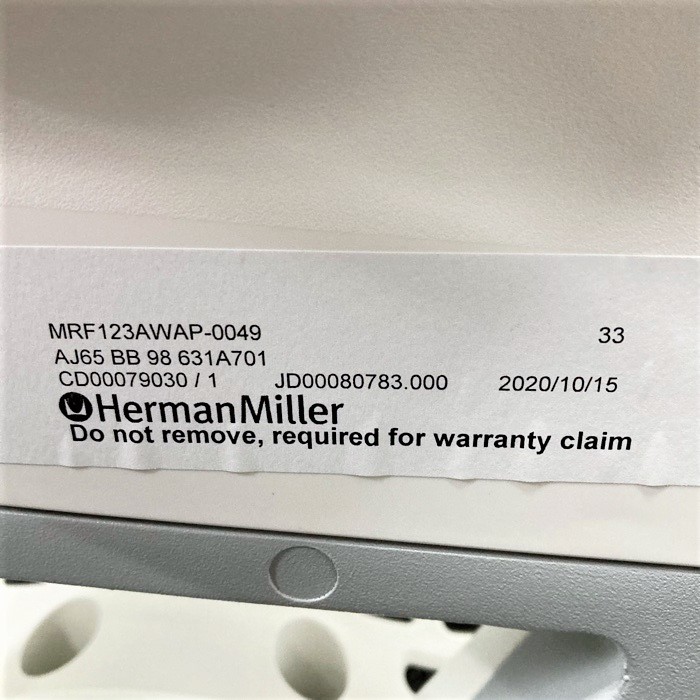 MRF123AWAP-0049 33
AJ65 BB 98 631A701
CD00079030 / 1 JD00080783.000 2020/10/15
HermanMiller
Do not remove, required for warranty claim